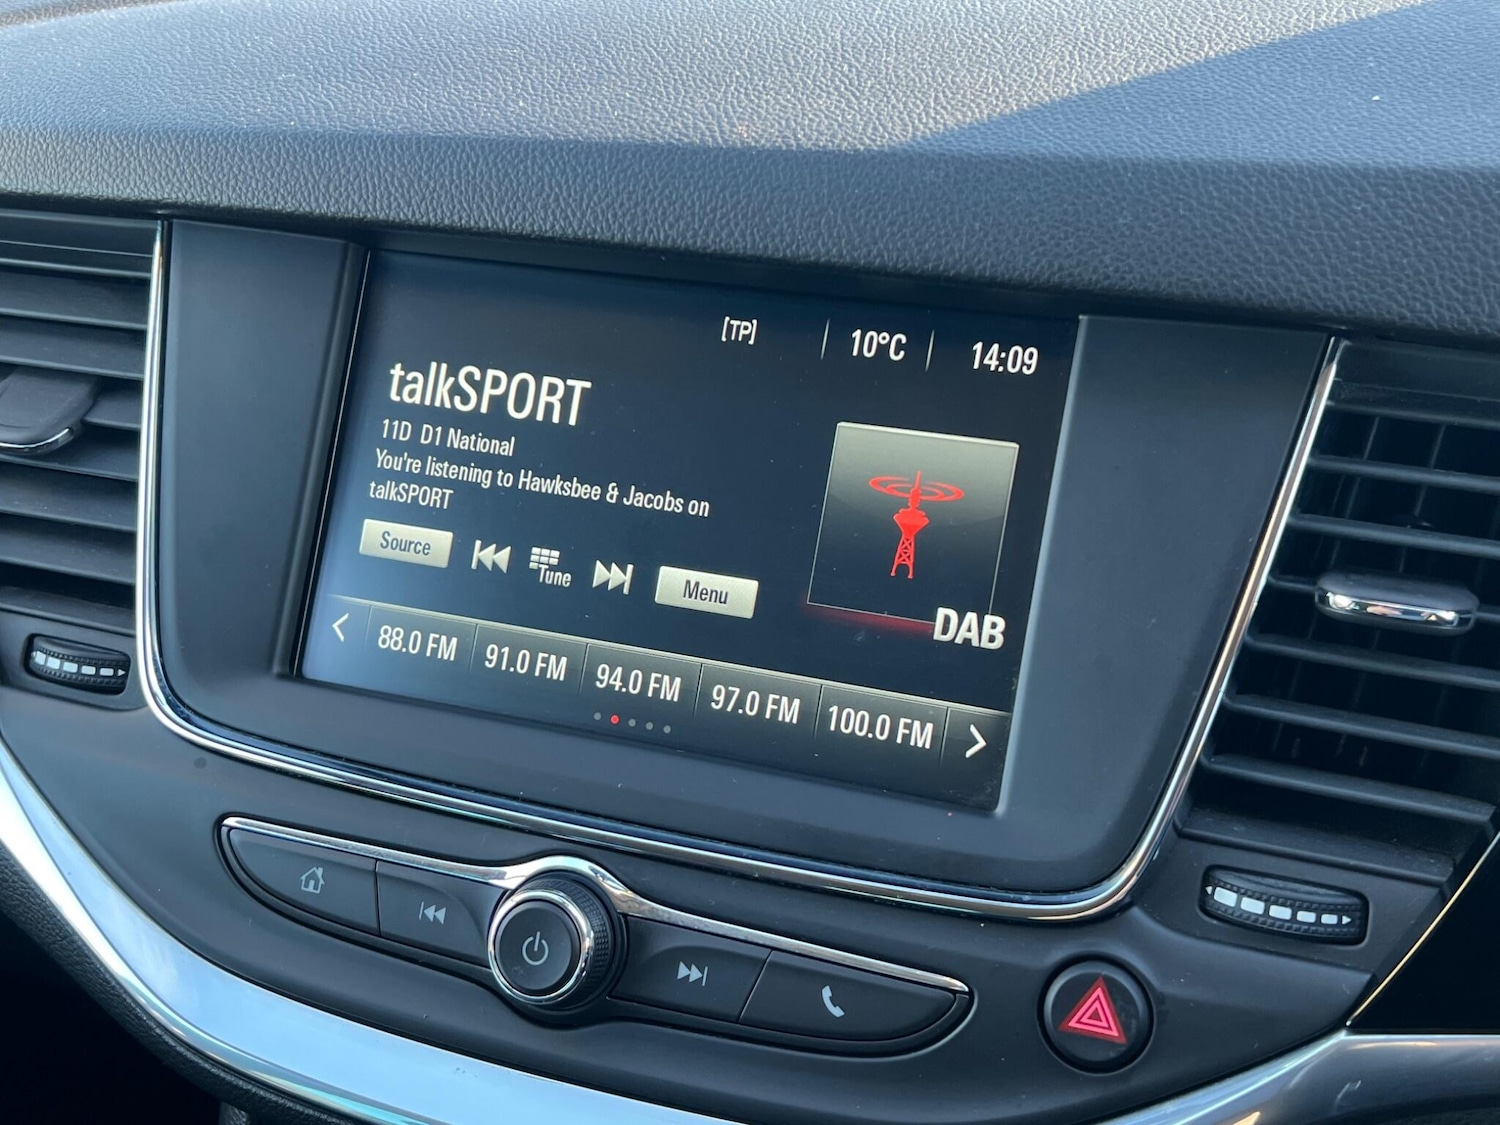 [TP] 10°C 14:09
talkSPORT
11D D1 National
You're listening to Hawksbee & Jacobs on
talkSPORT
Source Tune Menu
DAB
88.0 FM 91.0 FM 94.0 FM 97.0 FM 100.0 FM